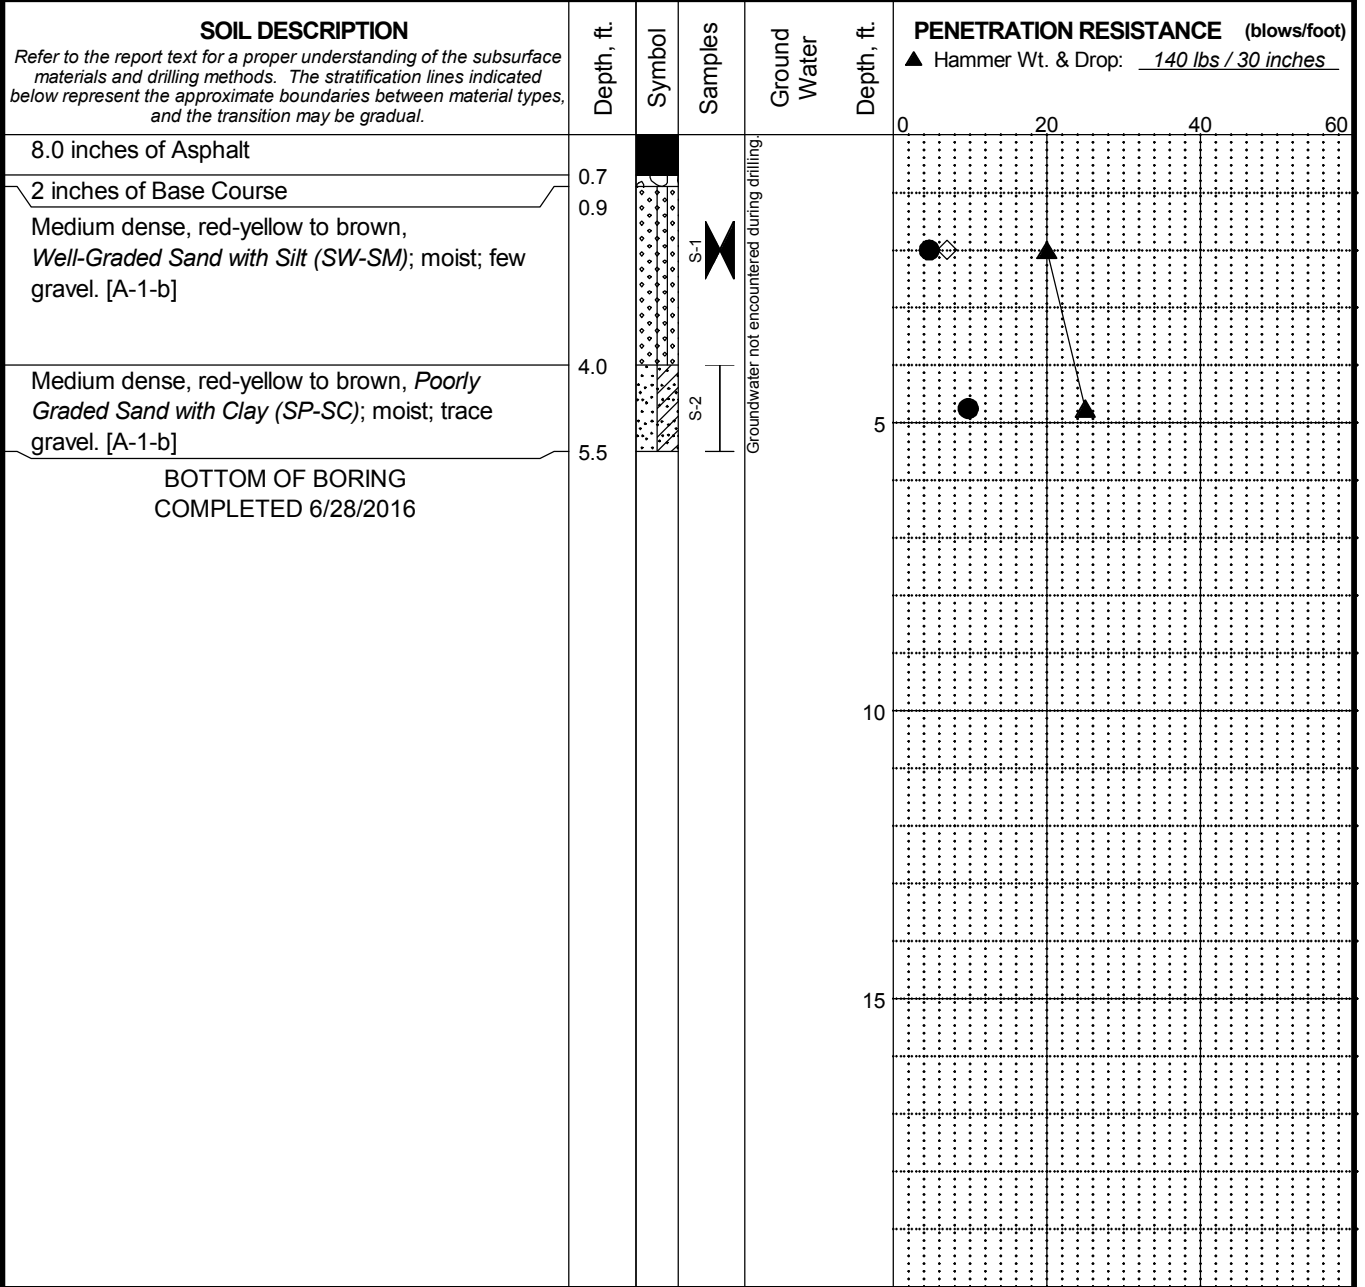 SOIL DESCRIPTION
Refer to the report text for a proper understanding of the subsurface
materials and drilling methods. The stratification lines indicated
below represent the approximate boundaries between material types,
and the transition may be gradual.
Depth, ft.
Symbol
Samples
Ground
Water
Depth, ft.
PENETRATION RESISTANCE (blows/foot)
▲ Hammer Wt. & Drop: 140 lbs / 30 inches
0 20 40 60
8.0 inches of Asphalt
0.7
2 inches of Base Course
0.9
Medium dense, red-yellow to brown,
Well-Graded Sand with Silt (SW-SM); moist; few
gravel. [A-1-b]
S-1
Groundwater not encountered during drilling.
4.0
Medium dense, red-yellow to brown, Poorly
Graded Sand with Clay (SP-SC); moist; trace
gravel. [A-1-b]
S-2
5
5.5
BOTTOM OF BORING
COMPLETED 6/28/2016
10
15